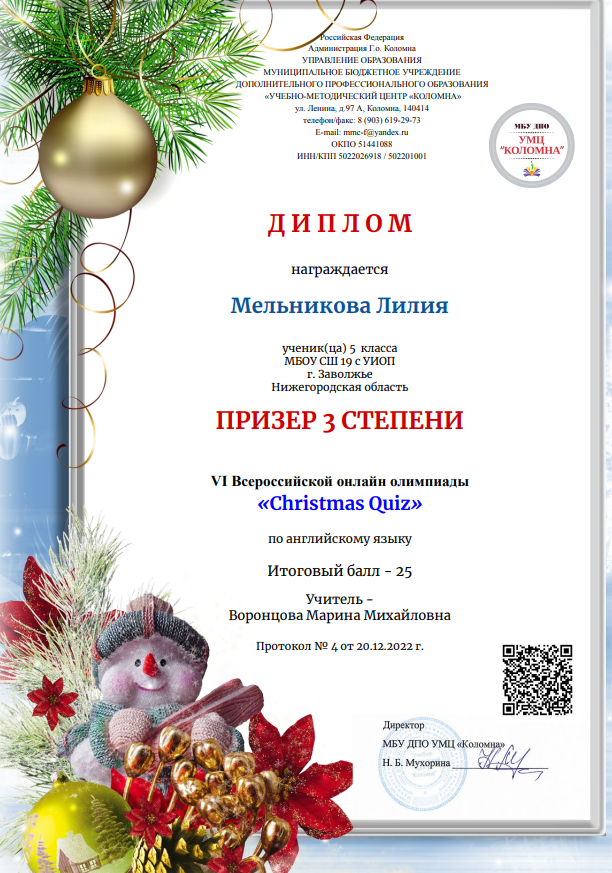 Российская Федерация
Администрация Г.о. Коломна
УПРАВЛЕНИЕ ОБРАЗОВАНИЯ
МУНИЦИПАЛЬНОЕ БЮДЖЕТНОЕ УЧРЕЖДЕНИЕ
ДОПОЛНИТЕЛЬНОГО ПРОФЕССИОНАЛЬНОГО ОБРАЗОВАНИЯ
«УЧЕБНО-МЕТОДИЧЕСКИЙ ЦЕНТР «КОЛОМНА»
ул. Ленина, д.97 А, Коломна, 140414
телефон/факс: 8 (903) 619-29-73
E-mail: mmc-f@yandex.ru
ОКПО 51441088
ИНН/КПП 5022026918 / 502201001
МБУ ДПО
УМЦ
"КОЛОМНА"
ДИПЛОМ
награждается
Мельникова Лилия
ученик(ца) 5 класса
МБОУ СШ 19 с УИОП
г. Заволжье
Нижегородская область
ПРИЗЕР 3 СТЕПЕНИ
VI Всероссийской онлайн олимпиады
«Christmas Quiz»
по английскому языку
Итоговый балл - 25
Учитель -
Воронцова Марина Михайловна
Протокол № 4 от 20.12.2022 г.
Директор
МБУ ДПО УМЦ «Коломна»
Н. Б. Мухорина